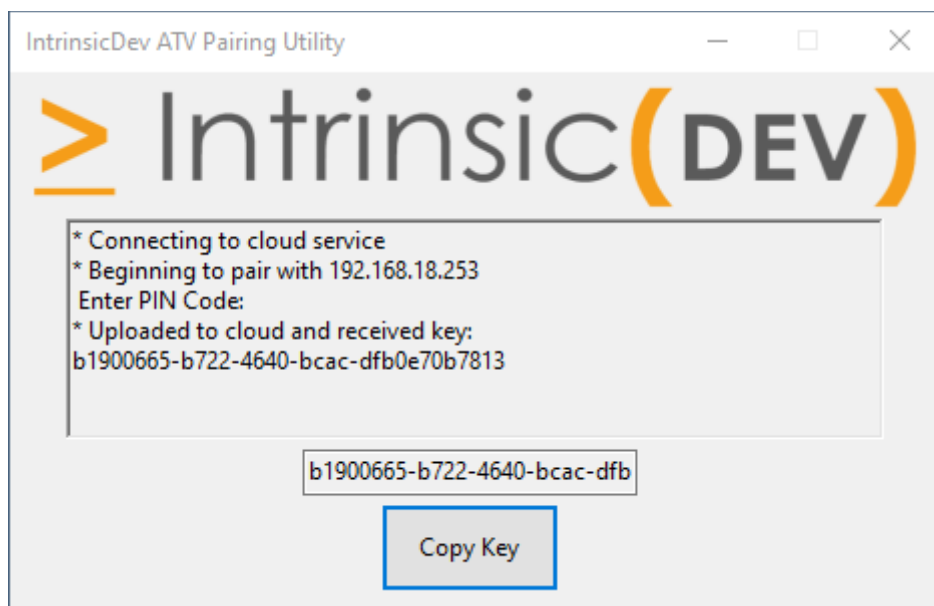 IntrinsicDev ATV Pairing Utility
≥ Intrinsic(DEV)
* Connecting to cloud service
* Beginning to pair with 192.168.18.253
Enter PIN Code:
* Uploaded to cloud and received key:
b1900665-b722-4640-bcac-dfb0e70b7813
b1900665-b722-4640-bcac-dfb
Copy Key